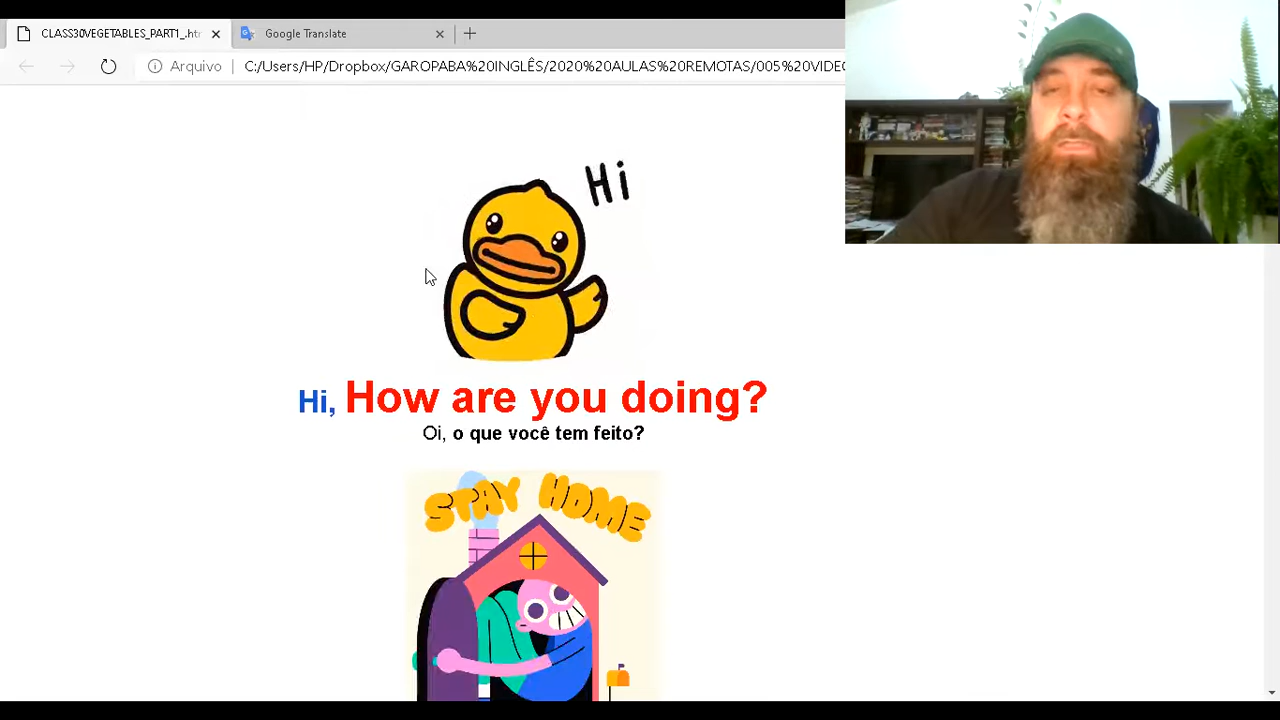 CLASS30VEGETABLES_PART1_.htm
Google Translate
Arquivo
C:/Users/HP/Dropbox/GAROPABA%20INGLÊS/2020%20AULAS%20REMOTAS/005%20VIDEO
Hi
Hi, How are you doing?
Oi, o que você tem feito?
STAY HOME